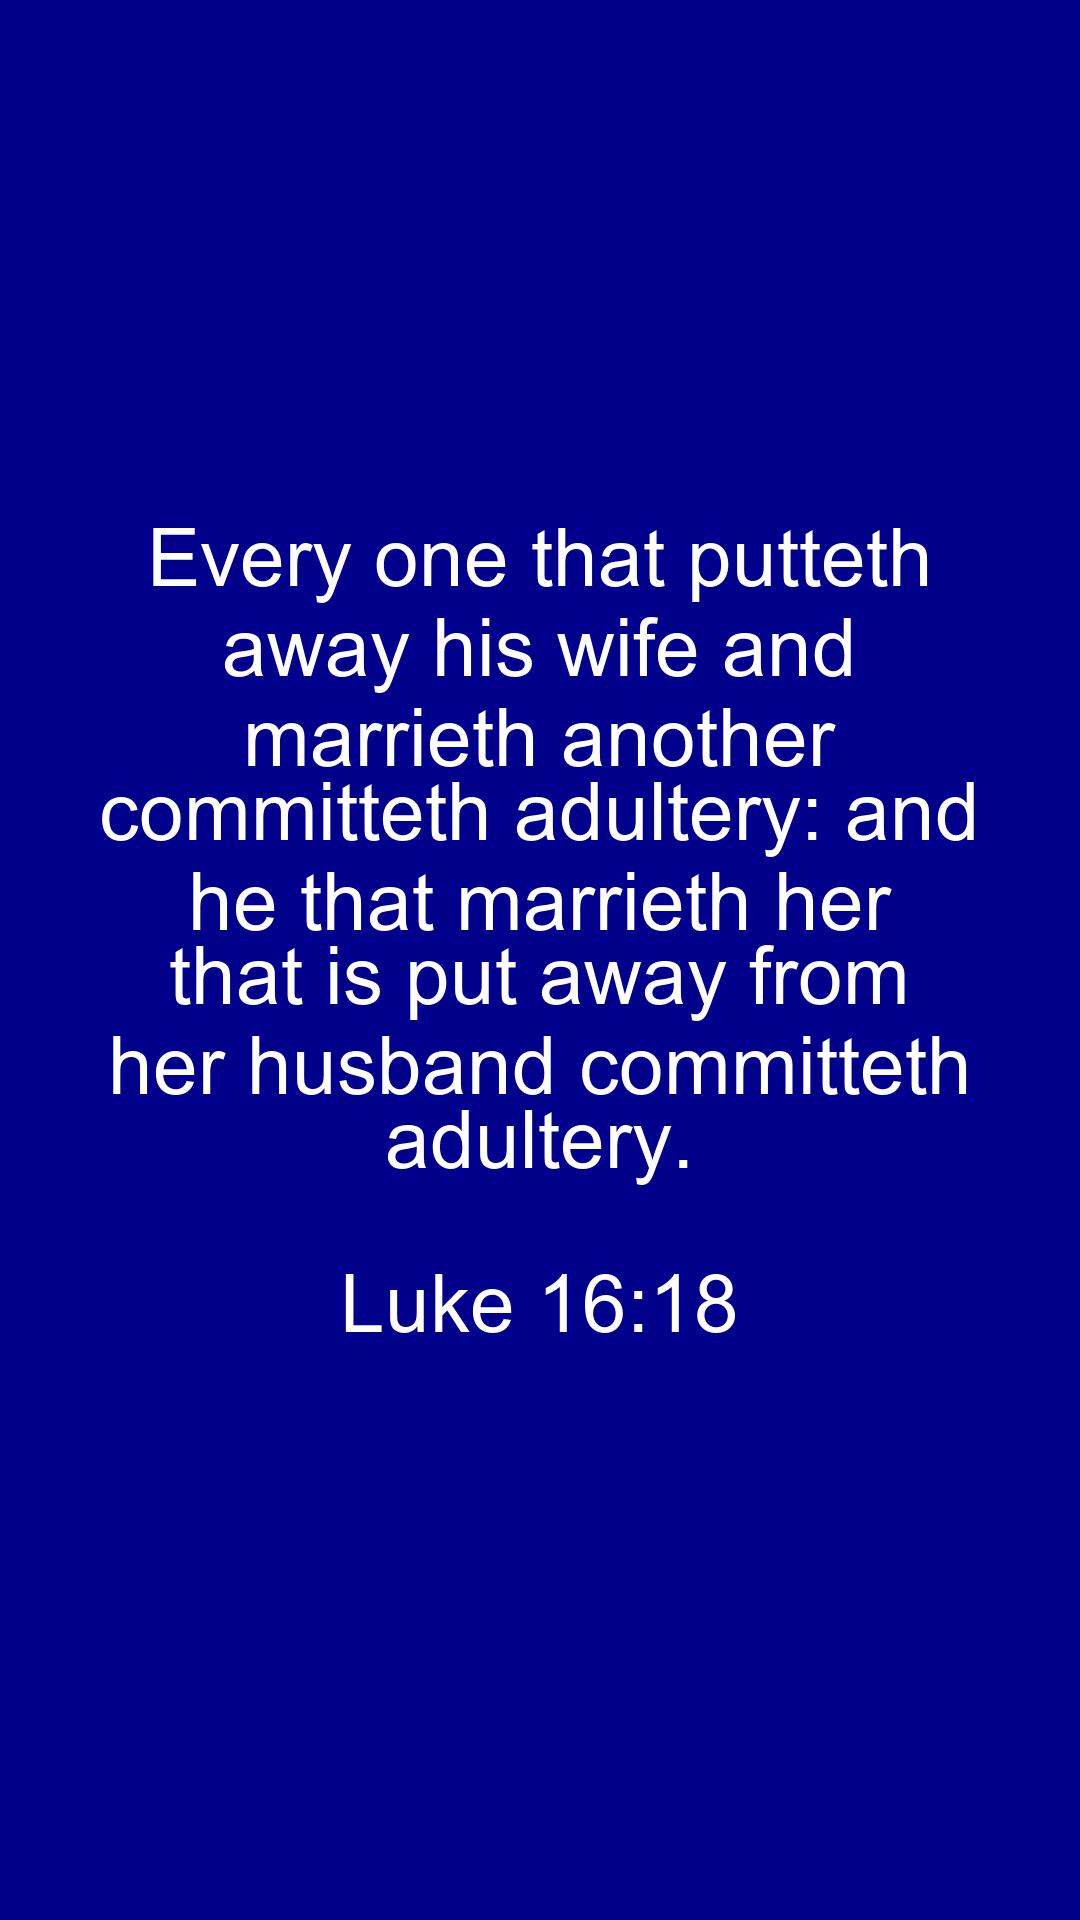 Every one that putteth
away his wife and
marrieth another
committeth adultery: and
he that marrieth her
that is put away from
her husband committeth
adultery.
Luke 16:18